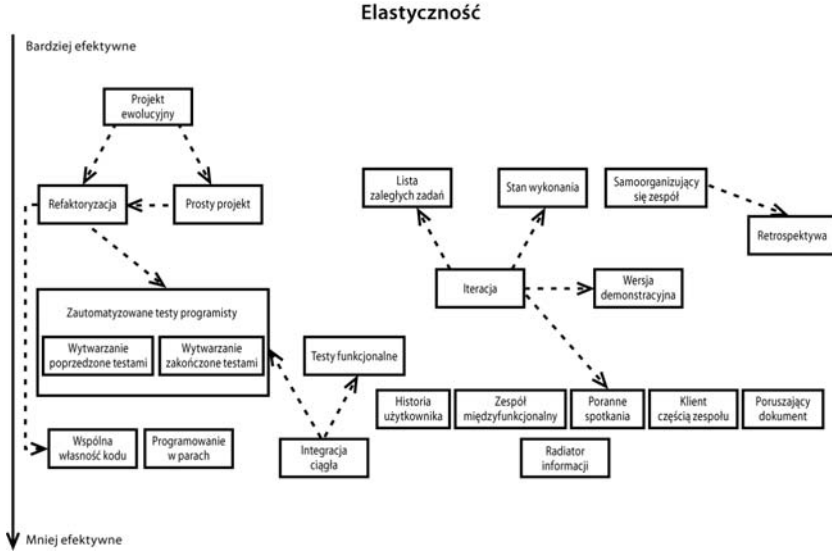 Elastyczność
Bardziej efektywne
Projekt
ewolucyjny
Refaktoryzacja
Prosty projekt
Lista
zaległych zadań
Stan wykonania
Samoorganizujący
się zespół
Retrospektywa
Iteracja
Wersja
demonstracyjna
Zautomatyzowane testy programisty
Wytwarzanie
poprzedzone testami
Wytwarzanie
zakończone testami
Testy funkcjonalne
Historia
użytkownika
Zespół
międzyfunkcjonalny
Poranne
spotkania
Klient
częścią zespołu
Poruszający
dokument
Wspólna
własność kodu
Programowanie
w parach
Integracja
ciągła
Radiator
informacji
Mniej efektywne